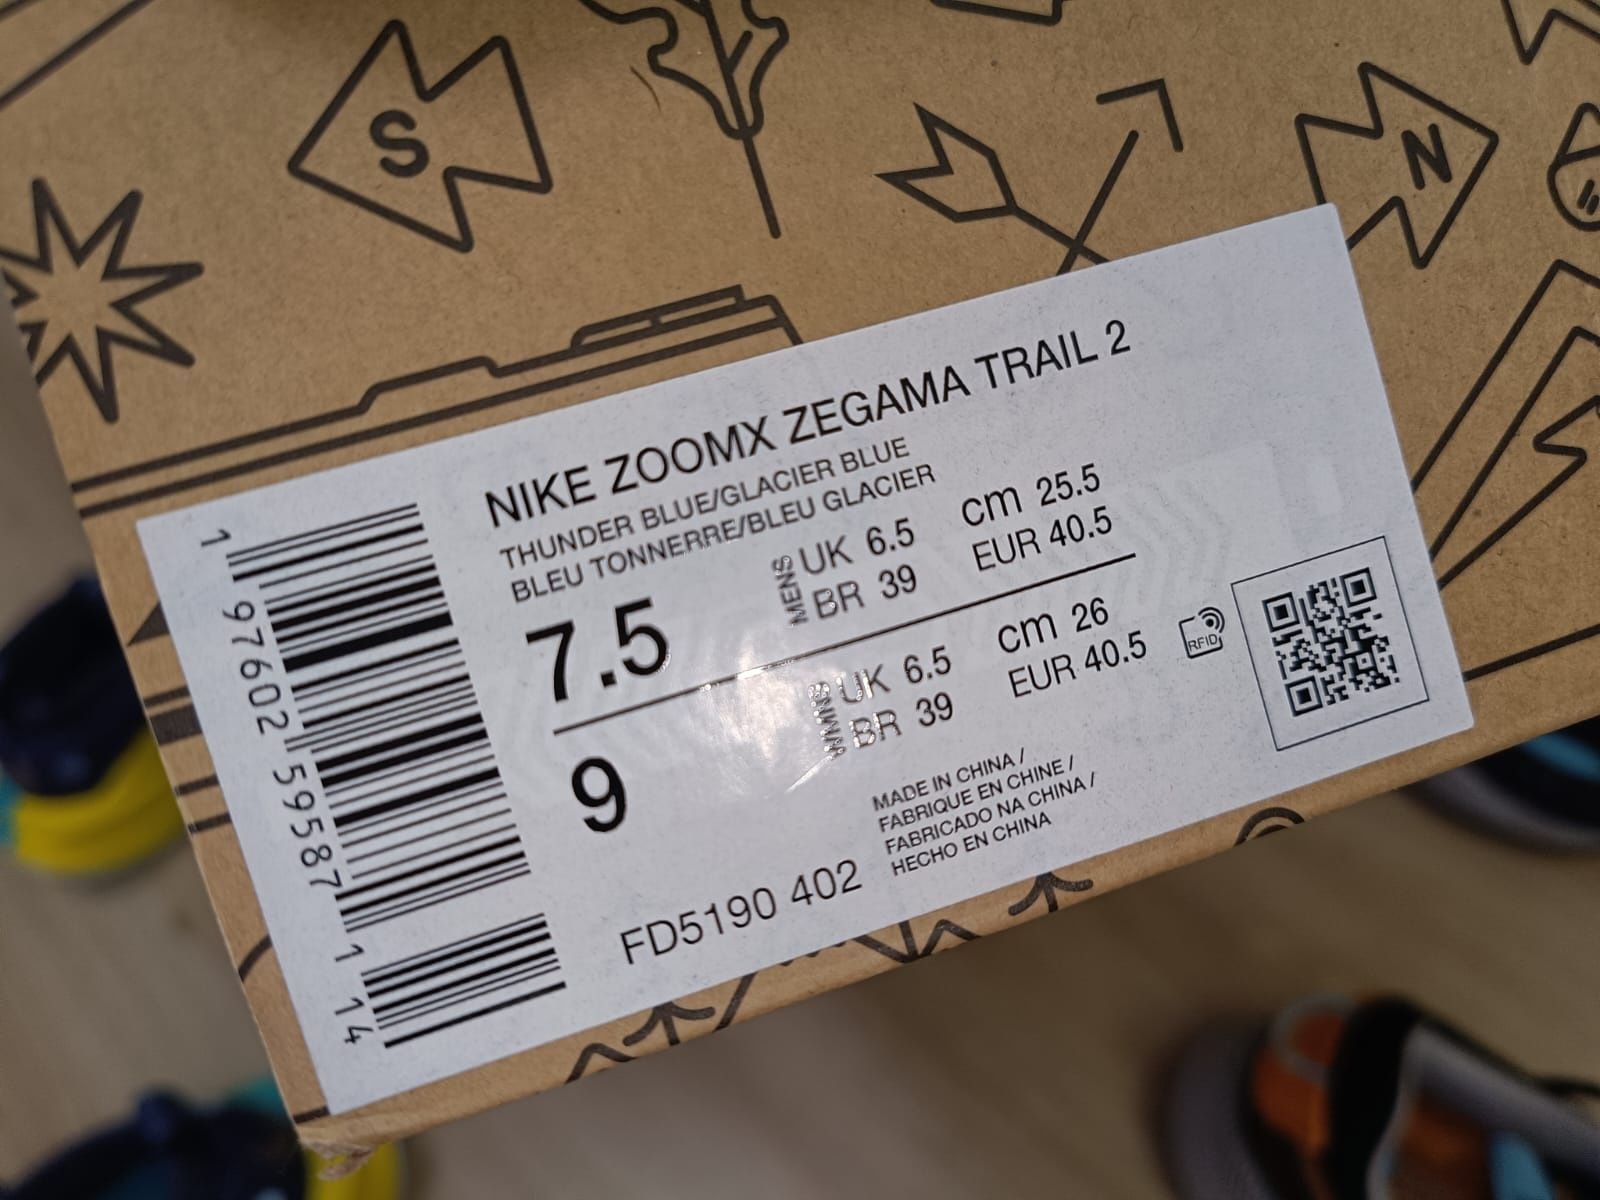 S
N
NIKE ZOOMX ZEGAMA TRAIL 2
THUNDER BLUE/GLACIER BLUE
BLEU TONNERRE/BLEU GLACIER
7.5
MENS
UK 6.5
BR 39
cm 25.5
EUR 40.5
9
WMNS
UK 6.5
BR 39
cm 26
EUR 40.5
RFID
MADE IN CHINA /
FABRIQUE EN CHINE /
FABRICADO NA CHINA /
HECHO EN CHINA
FD5190 402
1 97602 59587 1 14